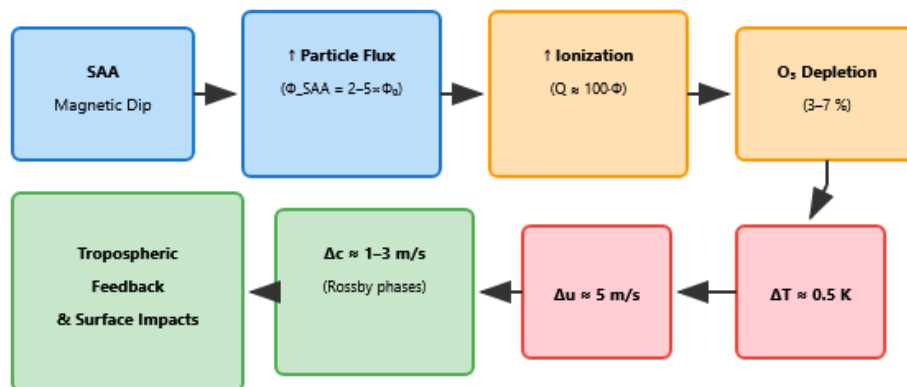 SAA
Magnetic Dip
↑ Particle Flux
(Φ_SAA = 2–5×Φ₀)
↑ Ionization
(Q ≈ 100·Φ)
O₃ Depletion
(3–7 %)
ΔT ≈ 0.5 K
Δu ≈ 5 m/s
Δc ≈ 1–3 m/s
(Rossby phases)
Tropospheric
Feedback
& Surface Impacts